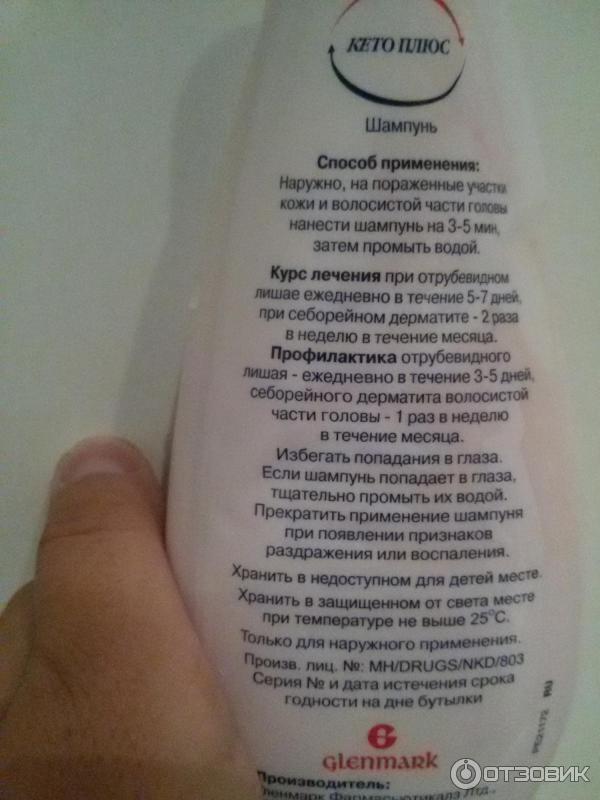 КЕТО ПЛЮС
Шампунь
Способ применения:
Наружно, на пораженные участки
кожи и волосистой части головы
нанести шампунь на 3-5 мин,
затем промыть водой.
Курс лечения при отрубевидном
лишае ежедневно в течение 5-7 дней,
при себорейном дерматите - 2 раза
в неделю в течение месяца.
Профилактика отрубевидного
лишая - ежедневно в течение 3-5 дней,
себорейного дерматита волосистой
части головы - 1 раз в неделю
в течение месяца.
Избегать попадания в глаза.
Если шампунь попадает в глаза,
тщательно промыть их водой.
Прекратить применение шампуня
при появлении признаков
раздражения или воспаления.
Хранить в недоступном для детей месте.
Хранить в защищенном от света месте
при температуре не выше 25°C.
Только для наружного применения.
Произв. лиц. №: MH/DRUGS/NKD/803
Серия № и дата истечения срока
годности на дне бутылки
PE21172 RU
G
GLENMARK
Производитель:
Гленмарк Фармасьютикалз Лтд.,
ОТЗОВИК